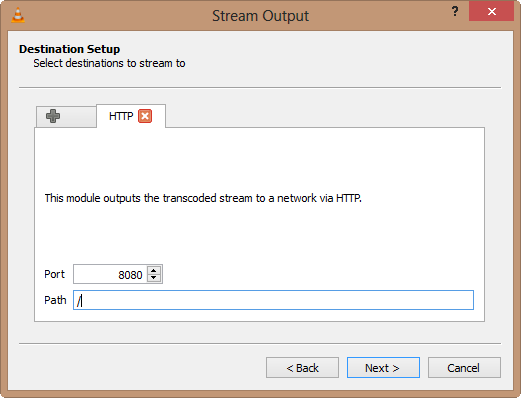 Stream Output
?
Destination Setup
Select destinations to stream to
HTTP
This module outputs the transcoded stream to a network via HTTP.
Port 8080
Path /
< Back Next > Cancel